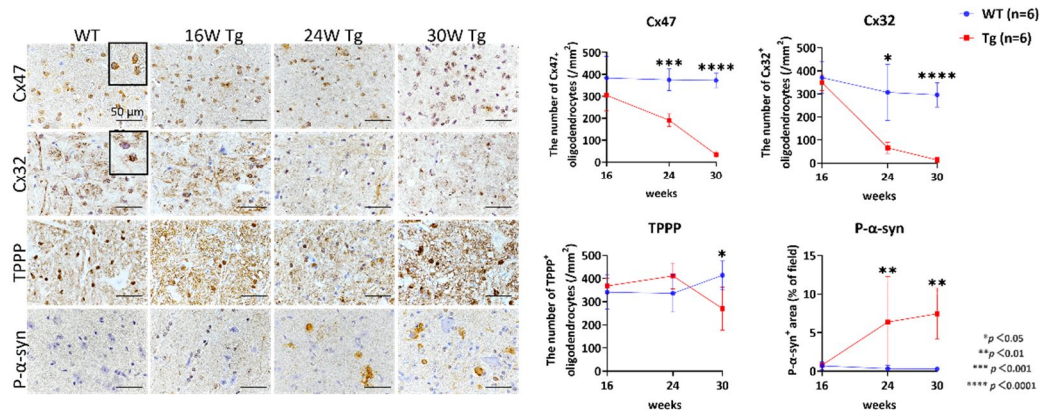 WT 16W Tg 24W Tg 30W Tg
Cx47
50 μm
Cx32
TPPP
P-α-syn
Cx47
The number of Cx47+
oligodendrocytes (/mm²)
500
400
300
200
100
0
*** ****
16 24 30
weeks
Cx32
The number of Cx32⁺
oligodendrocytes (/mm²)
500
400
300
200
100
0
* ****
16 24 30
weeks
WT (n=6)
Tg (n=6)
TPPP
The number of TPPP⁺
oligodendrocytes (/mm²)
500
400
300
200
100
0
*
16 24 30
weeks
P-α-syn
P-α-syn⁺ area (% of field)
15
10
5
0
** **
16 24 30
weeks
*p<0.05
**p<0.01
*** p<0.001
**** p<0.0001